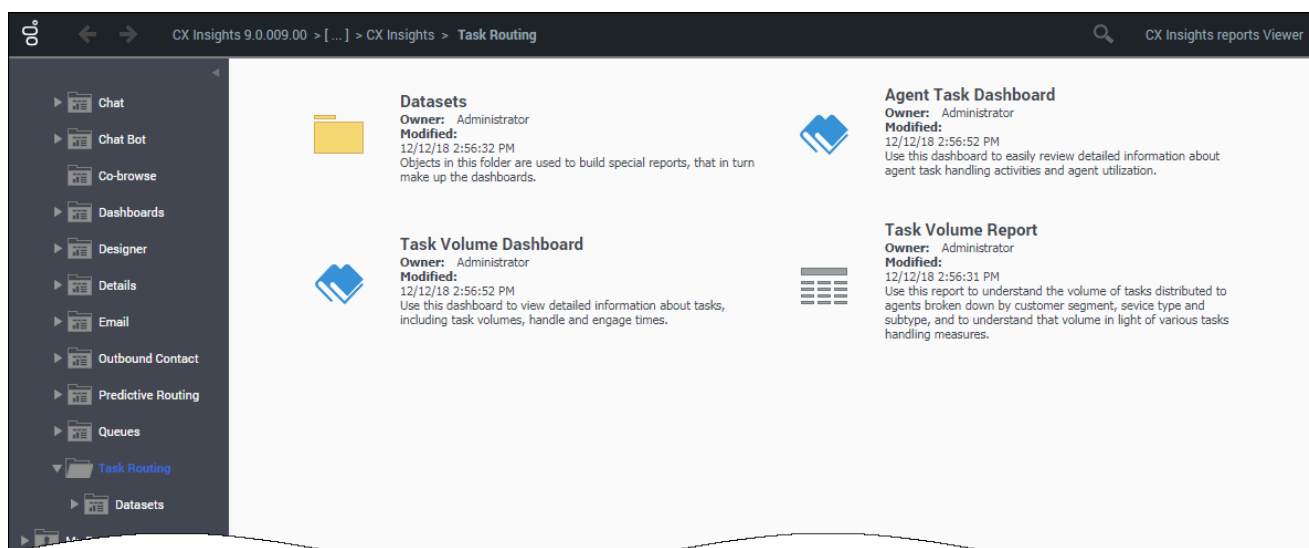 CX Insights 9.0.009.00 > [ ... ] > CX Insights > Task Routing
CX Insights reports Viewer
Chat
Chat Bot
Co-browse
Dashboards
Designer
Details
Email
Outbound Contact
Predictive Routing
Queues
Task Routing
Datasets
Datasets
Owner: Administrator
Modified:
12/12/18 2:56:32 PM
Objects in this folder are used to build special reports, that in turn
make up the dashboards.
Agent Task Dashboard
Owner: Administrator
Modified:
12/12/18 2:56:52 PM
Use this dashboard to easily review detailed information about
agent task handling activities and agent utilization.
Task Volume Dashboard
Owner: Administrator
Modified:
12/12/18 2:56:52 PM
Use this dashboard to view detailed information about tasks,
including task volumes, handle and engage times.
Task Volume Report
Owner: Administrator
Modified:
12/12/18 2:56:31 PM
Use this report to understand the volume of tasks distributed to
agents broken down by customer segment, sevice type and
subtype, and to understand that volume in light of various tasks
handling measures.